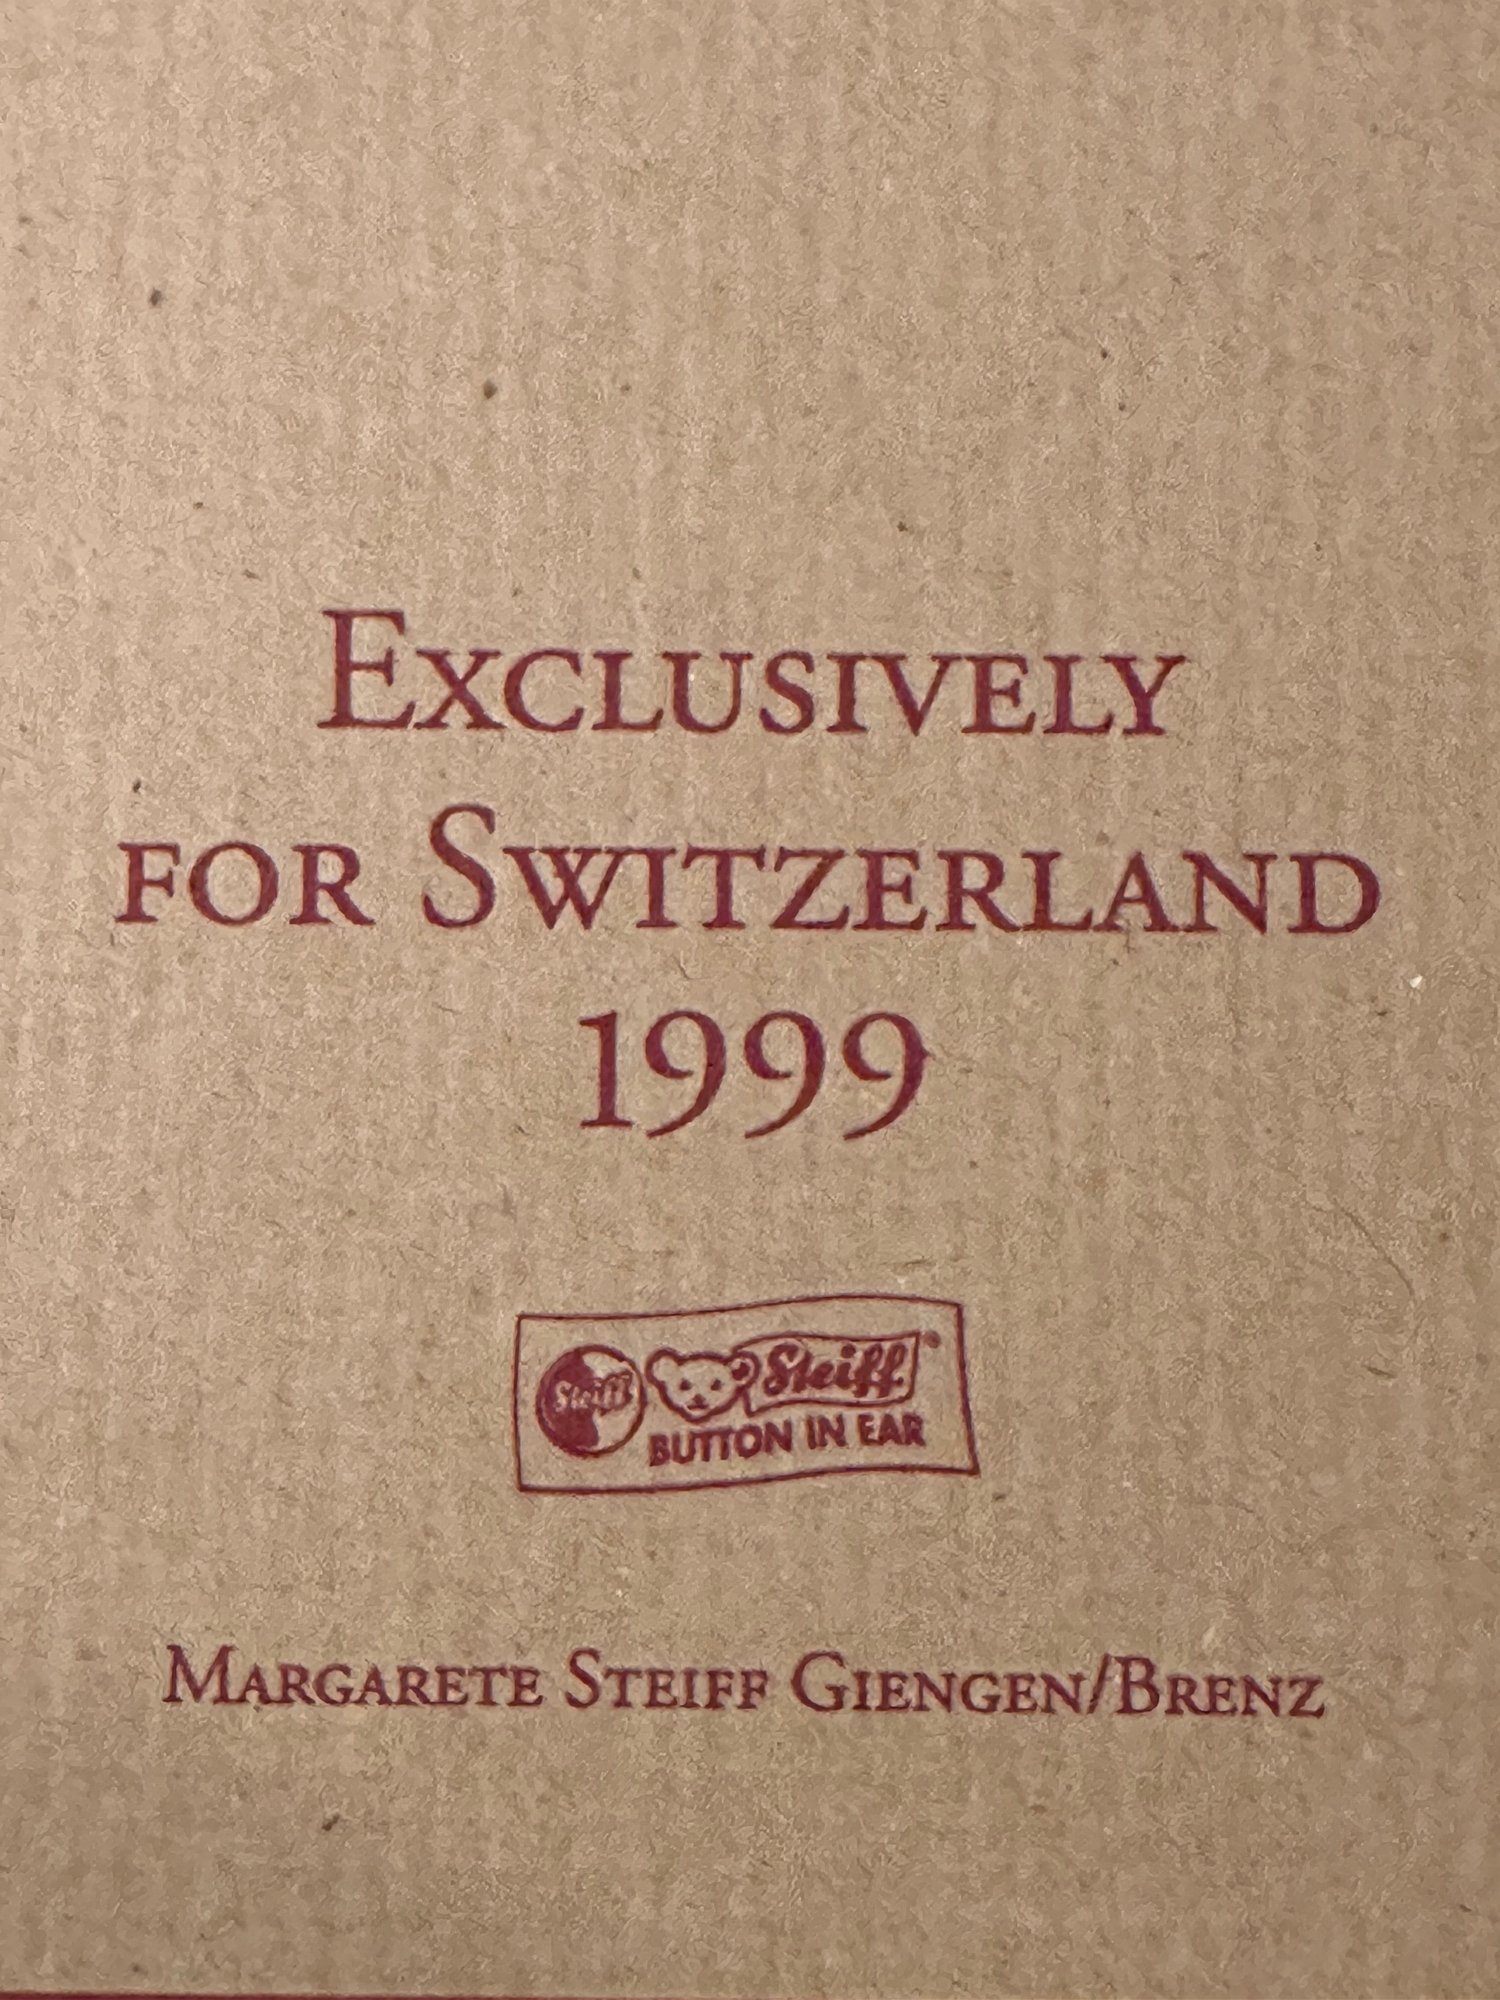 EXCLUSIVELY
FOR SWITZERLAND
1999
Steiff Steiff
BUTTON IN EAR
MARGARETE STEIFF GIENGEN/BRENZ